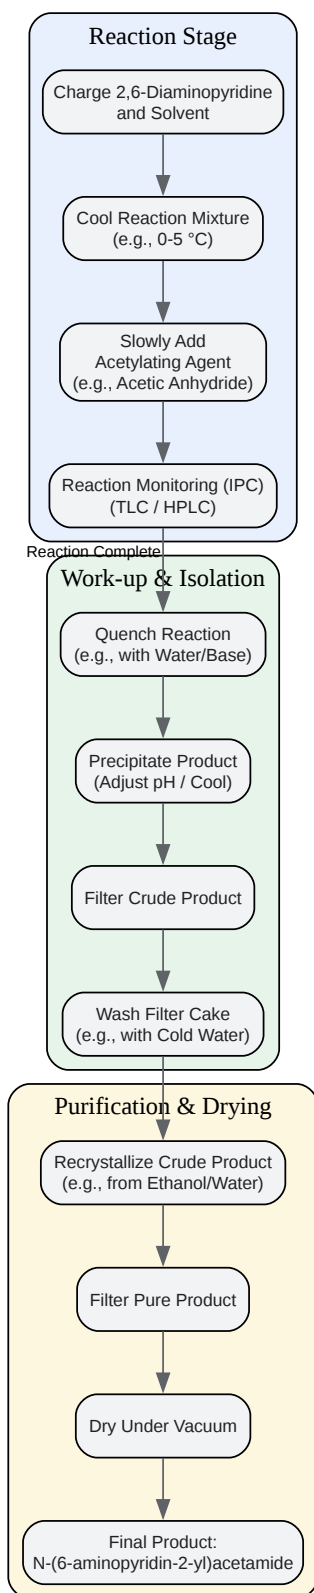 Reaction Stage
Charge 2,6-Diaminopyridine
and Solvent
Cool Reaction Mixture
(e.g., 0-5 °C)
Slowly Add
Acetylating Agent
(e.g., Acetic Anhydride)
Reaction Monitoring (IPC)
(TLC / HPLC)
Reaction Complete
Work-up & Isolation
Quench Reaction
(e.g., with Water/Base)
Precipitate Product
(Adjust pH / Cool)
Filter Crude Product
Wash Filter Cake
(e.g., with Cold Water)
Purification & Drying
Recrystallize Crude Product
(e.g., from Ethanol/Water)
Filter Pure Product
Dry Under Vacuum
Final Product:
N-(6-aminopyridin-2-yl)acetamide